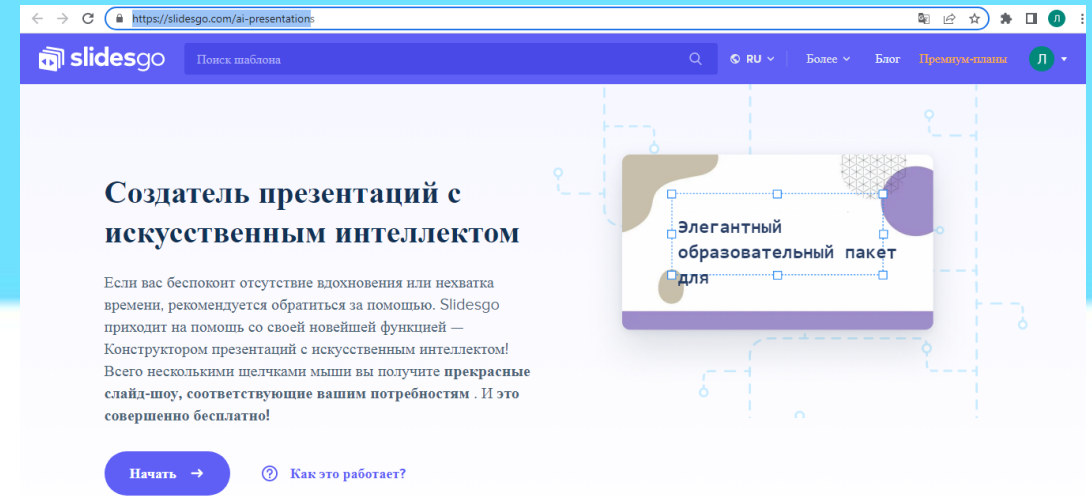 https://slidesgo.com/ai-presentations
slidesgo
Поиск шаблона
RU
Более
Блог
Премиум-планы
Л
Л
Создатель презентаций с
искусственным интеллектом
Если вас беспокоит отсутствие вдохновения или нехватка
времени, рекомендуется обратиться за помощью. Slidesgo
приходит на помощь со своей новейшей функцией —
Конструктором презентаций с искусственным интеллектом!
Всего несколькими щелчками мыши вы получите прекрасные
слайд-шоу, соответствующие вашим потребностям . И это
совершенно бесплатно!
Начать →
? Как это работает?
Элегантный
образовательный пакет
для